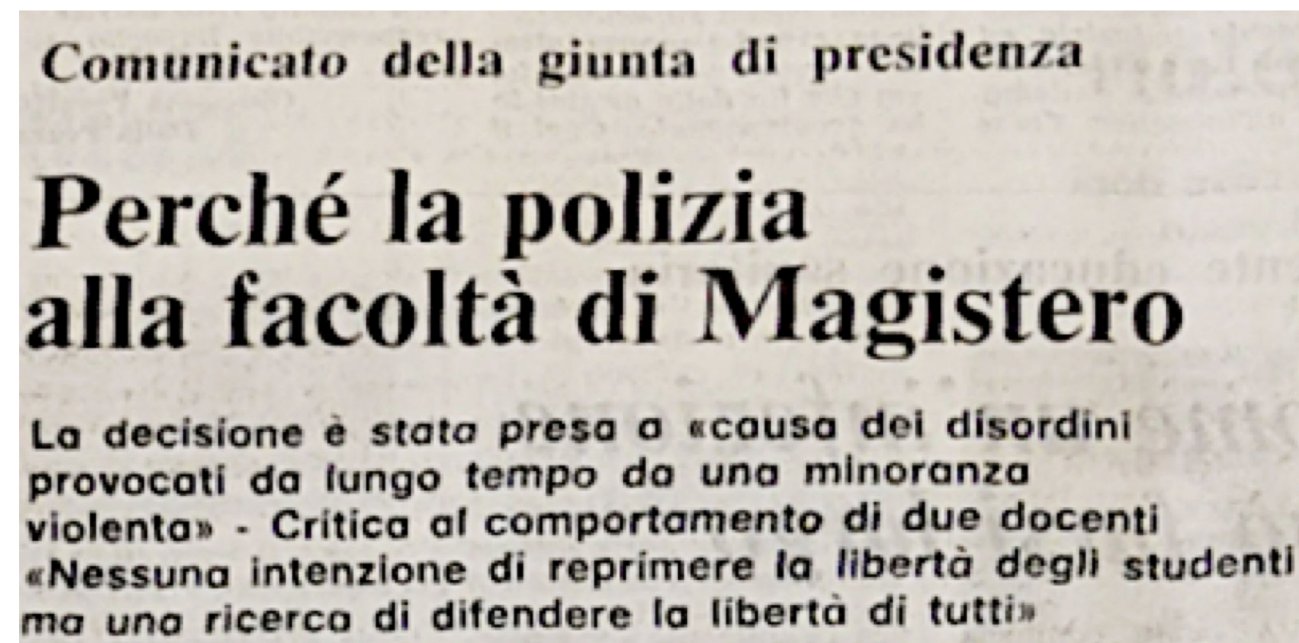 Comunicato della giunta di presidenza
Perché la polizia
alla facoltà di Magistero
La decisione è stata presa a «causa dei disordini
provocati da lungo tempo da una minoranza
violenta» - Critica al comportamento di due docenti
«Nessuna intenzione di reprimere la libertà degli studenti
ma una ricerca di difendere la libertà di tutti»